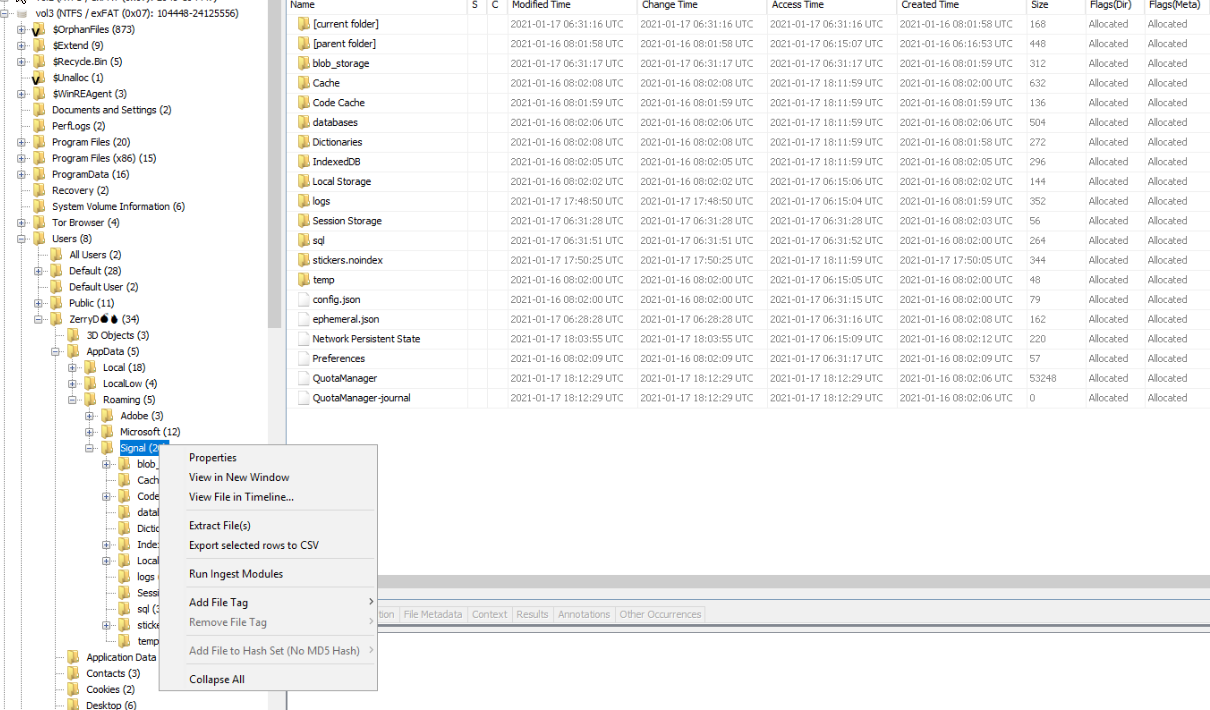 vol3 (NTFS / exFAT (0x07): 104448-24125556)
$OrphanFiles (873)
$Extend (9)
$Recycle.Bin (5)
$Unalloc (1)
$WinREAgent (3)
Documents and Settings (2)
PerfLogs (2)
Program Files (20)
Program Files (x86) (15)
ProgramData (16)
Recovery (2)
System Volume Information (6)
Tor Browser (4)
Users (8)
All Users (2)
Default (28)
Default User (2)
Public (11)
ZerryD💣💣 (34)
3D Objects (3)
AppData (5)
Local (18)
LocalLow (4)
Roaming (5)
Adobe (3)
Microsoft (12)
Signal (2
blob_
Cach
Code
datal
Dictio
Inde
Local
logs
Sessi
sql (3
sticke
temp
Application Data
Contacts (3)
Cookies (2)
Desktop (6)
Properties
View in New Window
View File in Timeline...
Extract File(s)
Export selected rows to CSV
Run Ingest Modules
Add File Tag
Remove File Tag
Add File to Hash Set (No MD5 Hash)
Collapse All
Name S C Modified Time Change Time Access Time Created Time Size Flags(Dir) Flags(Meta)
[current folder] 2021-01-17 06:31:16 UTC 2021-01-17 06:31:16 UTC 2021-01-17 06:31:16 UTC 2021-01-16 08:01:58 UTC 168 Allocated Allocated
[parent folder] 2021-01-16 08:01:58 UTC 2021-01-16 08:01:58 UTC 2021-01-17 06:15:07 UTC 2021-01-16 06:16:53 UTC 448 Allocated Allocated
blob_storage 2021-01-17 06:31:17 UTC 2021-01-17 06:31:17 UTC 2021-01-17 06:31:17 UTC 2021-01-16 08:01:59 UTC 312 Allocated Allocated
Cache 2021-01-16 08:02:08 UTC 2021-01-16 08:02:08 UTC 2021-01-17 18:11:59 UTC 2021-01-16 08:02:00 UTC 632 Allocated Allocated
Code Cache 2021-01-16 08:01:59 UTC 2021-01-16 08:01:59 UTC 2021-01-17 18:11:59 UTC 2021-01-16 08:01:59 UTC 136 Allocated Allocated
databases 2021-01-16 08:02:06 UTC 2021-01-16 08:02:06 UTC 2021-01-17 18:11:59 UTC 2021-01-16 08:02:06 UTC 504 Allocated Allocated
Dictionaries 2021-01-16 08:02:08 UTC 2021-01-16 08:02:08 UTC 2021-01-17 18:11:59 UTC 2021-01-16 08:01:58 UTC 272 Allocated Allocated
IndexedDB 2021-01-16 08:02:05 UTC 2021-01-16 08:02:05 UTC 2021-01-17 18:11:59 UTC 2021-01-16 08:02:05 UTC 296 Allocated Allocated
Local Storage 2021-01-16 08:02:02 UTC 2021-01-16 08:02:02 UTC 2021-01-17 06:15:06 UTC 2021-01-16 08:02:02 UTC 144 Allocated Allocated
logs 2021-01-17 17:48:50 UTC 2021-01-17 17:48:50 UTC 2021-01-17 06:15:04 UTC 2021-01-16 08:01:59 UTC 352 Allocated Allocated
Session Storage 2021-01-17 06:31:28 UTC 2021-01-17 06:31:28 UTC 2021-01-17 06:31:28 UTC 2021-01-16 08:02:03 UTC 56 Allocated Allocated
sql 2021-01-17 06:31:51 UTC 2021-01-17 06:31:51 UTC 2021-01-17 06:31:52 UTC 2021-01-16 08:02:00 UTC 264 Allocated Allocated
stickers.noindex 2021-01-17 17:50:25 UTC 2021-01-17 17:50:25 UTC 2021-01-17 18:11:59 UTC 2021-01-17 17:50:05 UTC 344 Allocated Allocated
temp 2021-01-16 08:02:00 UTC 2021-01-16 08:02:00 UTC 2021-01-17 06:15:05 UTC 2021-01-16 08:02:00 UTC 48 Allocated Allocated
config.json 2021-01-16 08:02:00 UTC 2021-01-16 08:02:00 UTC 2021-01-17 06:31:15 UTC 2021-01-16 08:02:00 UTC 79 Allocated Allocated
ephemeral.json 2021-01-17 06:28:28 UTC 2021-01-17 06:28:28 UTC 2021-01-17 06:31:16 UTC 2021-01-16 08:02:08 UTC 162 Allocated Allocated
Network Persistent State 2021-01-17 18:03:55 UTC 2021-01-17 18:03:55 UTC 2021-01-17 06:15:09 UTC 2021-01-16 08:02:12 UTC 220 Allocated Allocated
Preferences 2021-01-16 08:02:09 UTC 2021-01-16 08:02:09 UTC 2021-01-17 06:31:17 UTC 2021-01-16 08:02:09 UTC 57 Allocated Allocated
QuotaManager 2021-01-17 18:12:29 UTC 2021-01-17 18:12:29 UTC 2021-01-17 18:12:29 UTC 2021-01-16 08:02:06 UTC 53248 Allocated Allocated
QuotaManager-journal 2021-01-17 18:12:29 UTC 2021-01-17 18:12:29 UTC 2021-01-17 18:12:29 UTC 2021-01-16 08:02:06 UTC 0 Allocated Allocated
tion File Metadata Context Results Annotations Other Occurrences